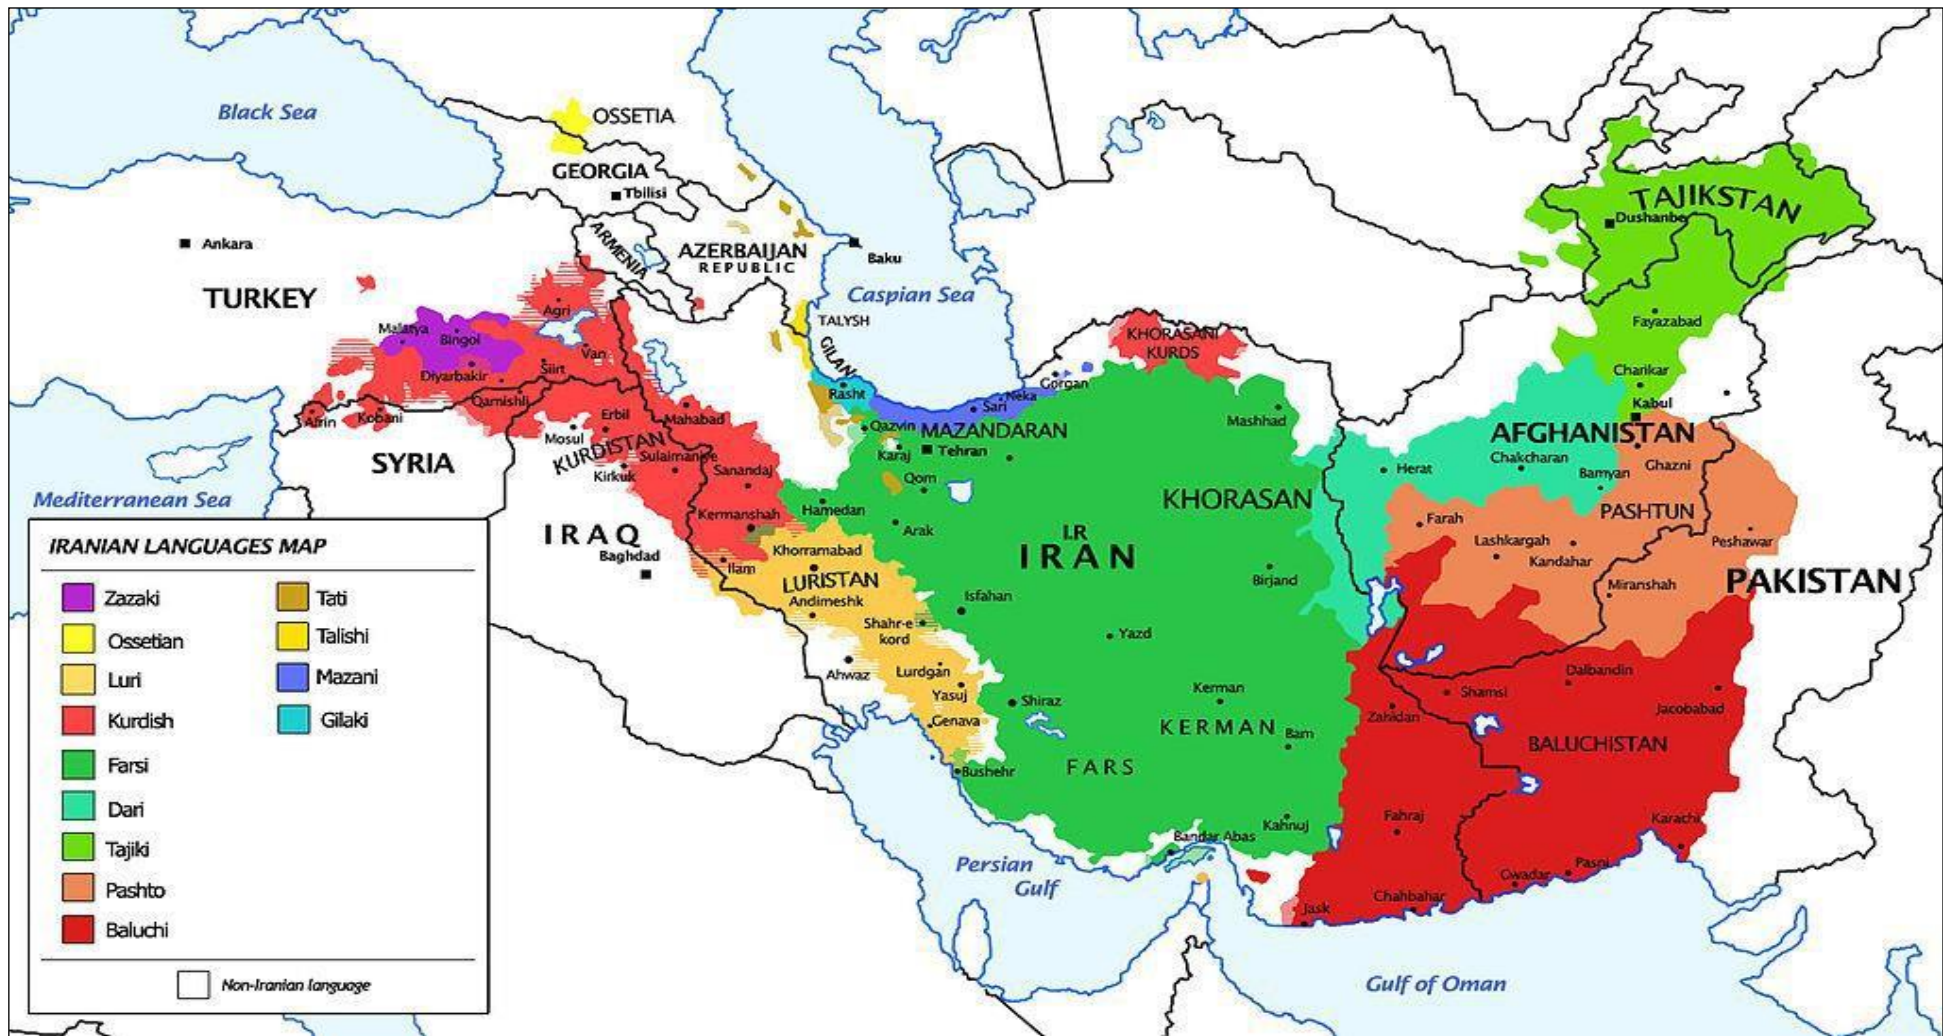 Black Sea
OSSETIA
GEORGIA
Tbilisi
TAJIKSTAN
Dushanbe
Ankara
ARMENIA
AZERBAIJAN
REPUBLIC
Baku
TURKEY
Caspian Sea
Agri
TALYSH
Fayazabad
Malatya
Bingol
Van
GILAN
KHORASANI
KURDS
Diyarbakir
Siirt
Charikar
Gorgan
Rasht
Neka
Sari
Kabul
Qamishli
Afrin
Kobani
Erbil
Mahabad
Mashhad
Mosul
KURDISTAN
Qazvin
MAZANDARAN
AFGHANISTAN
SYRIA
Sulaimaniye
Karaj
Tehran
Chakcharan
Ghazni
Kirkuk
Sanandaj
Qom
Herat
Bamyan
Mediterranean Sea
KHORASAN
Kermanshah
Hamedan
PASHTUN
Arak
Farah
IRAQ
I.R
IRAN
Lashkargah
Peshawar
Baghdad
Khorramabad
Kandahar
Ilam
LURISTAN
Birjand
Miranshah
PAKISTAN
Andimeshk
Isfahan
Shahr-e
kord
Yazd
Ahwaz
Lurdgan
Dalbandin
Yasuj
Kerman
Shamsi
Shiraz
Zahidan
Jacobabad
Genava
KERMAN
Bam
BALUCHISTAN
Bushehr
FARS
Fahraj
Karachi
Kahnuj
Bandar Abas
Persian
Gulf
Pasni
Gwadar
Chahbahar
Jask
Gulf of Oman
IRANIAN LANGUAGES MAP
Zazaki
Ossetian
Luri
Kurdish
Farsi
Dari
Tajiki
Pashto
Baluchi
Tati
Talishi
Mazani
Gilaki
Non-Iranian language